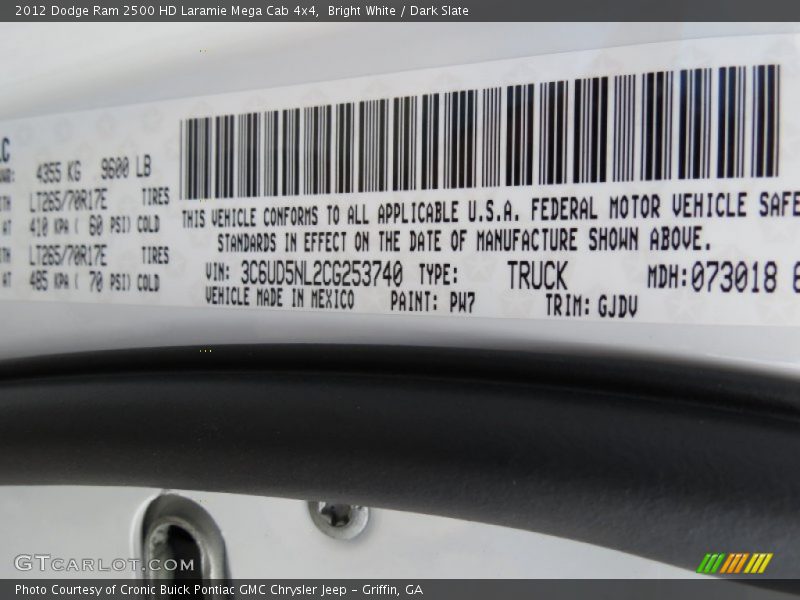 2012 Dodge Ram 2500 HD Laramie Mega Cab 4x4, Bright White / Dark Slate
LC
4355 KG 9600 LB
LT265/70R17E TIRES
AT 410 KPA ( 60 PSI) COLD
LT265/70R17E TIRES
AT 485 KPA ( 70 PSI) COLD
THIS VEHICLE CONFORMS TO ALL APPLICABLE U.S.A. FEDERAL MOTOR VEHICLE SAFE
STANDARDS IN EFFECT ON THE DATE OF MANUFACTURE SHOWN ABOVE.
VIN: 3C6UD5NL2CG253740 TYPE: TRUCK MDH:073018 6
VEHICLE MADE IN MEXICO PAINT: PW7 TRIM: GJDV
GTcarlot.com
Photo Courtesy of Cronic Buick Pontiac GMC Chrysler Jeep - Griffin, GA